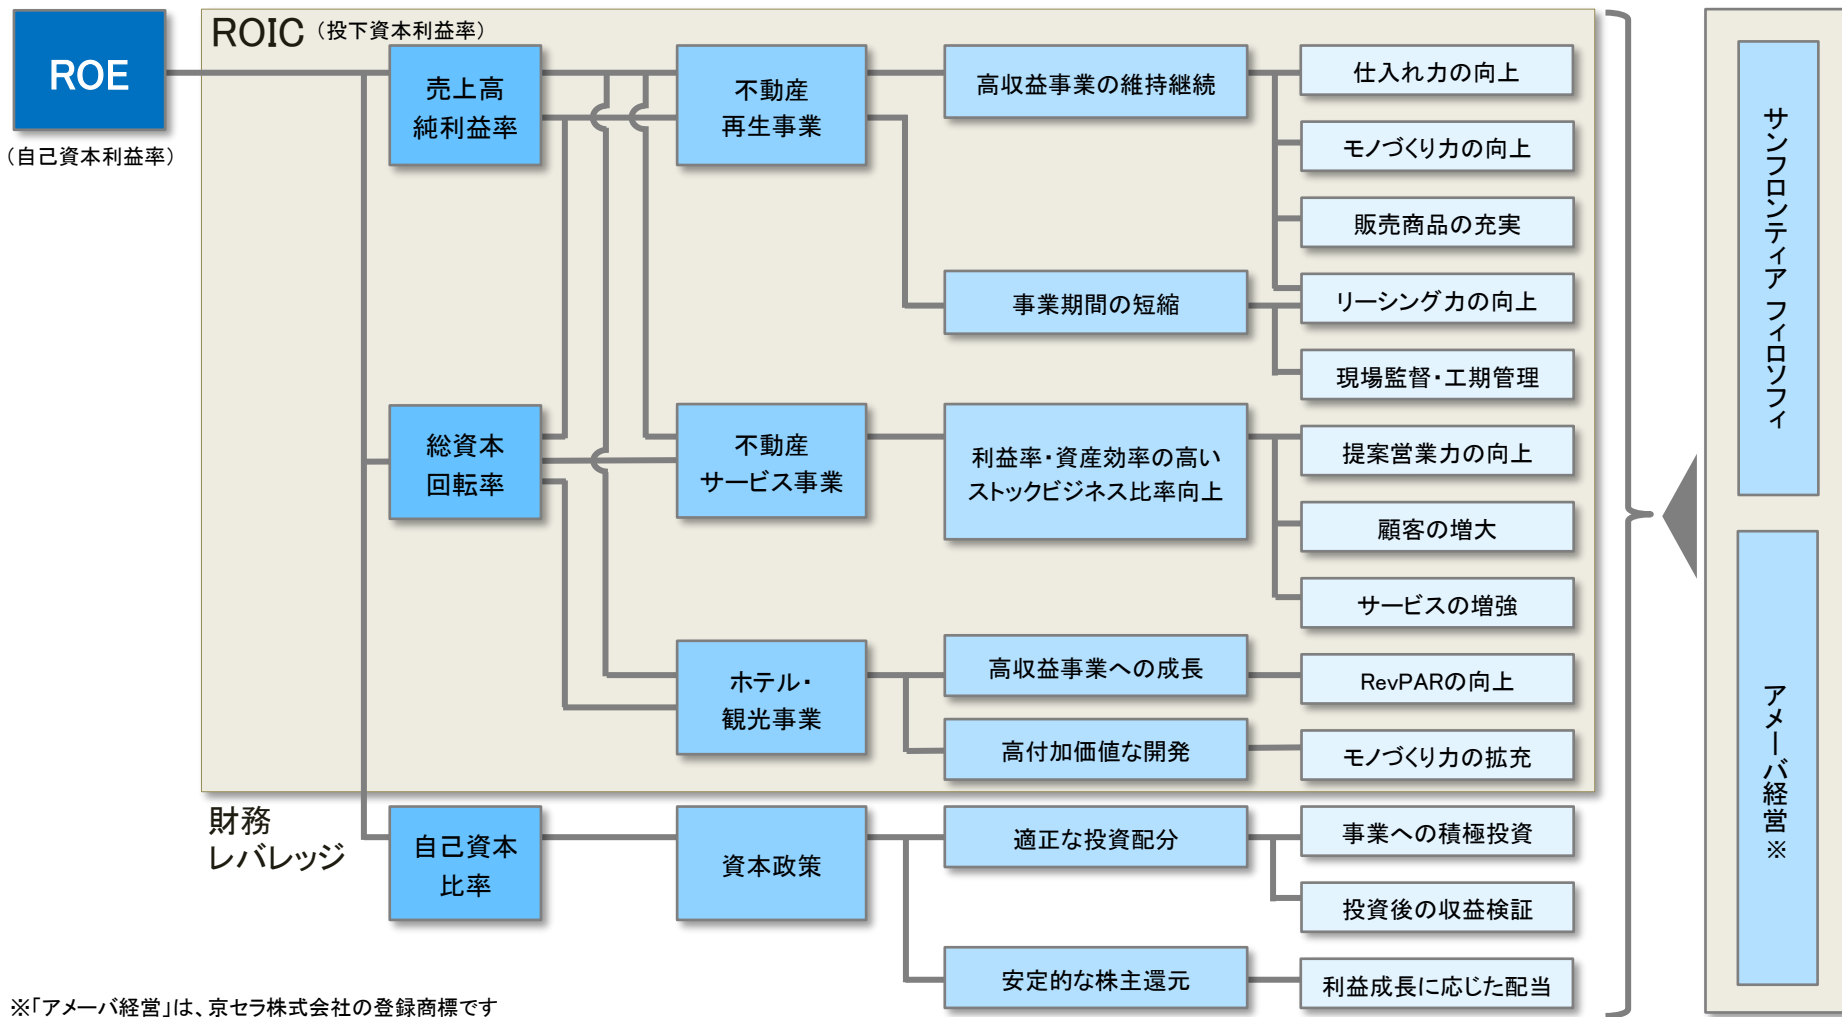 ROE
(自己資本利益率)
ROIC (投下資本利益率)
売上高
純利益率
総資本
回転率
不動産
再生事業
不動産
サービス事業
ホテル・
観光事業
高収益事業の維持継続
事業期間の短縮
利益率・資産効率の高い
ストックビジネス比率向上
高収益事業への成長
高付加価値な開発
仕入れ力の向上
モノづくり力の向上
販売商品の充実
リーシング力の向上
現場監督・工期管理
提案営業力の向上
顧客の増大
サービスの増強
RevPARの向上
モノづくり力の拡充
財務
レバレッジ
自己資本
比率
資本政策
適正な投資配分
安定的な株主還元
事業への積極投資
投資後の収益検証
利益成長に応じた配当
サンフロンティア フィロソフィ
アメーバ経営※
※「アメーバ経営」は、京セラ株式会社の登録商標です